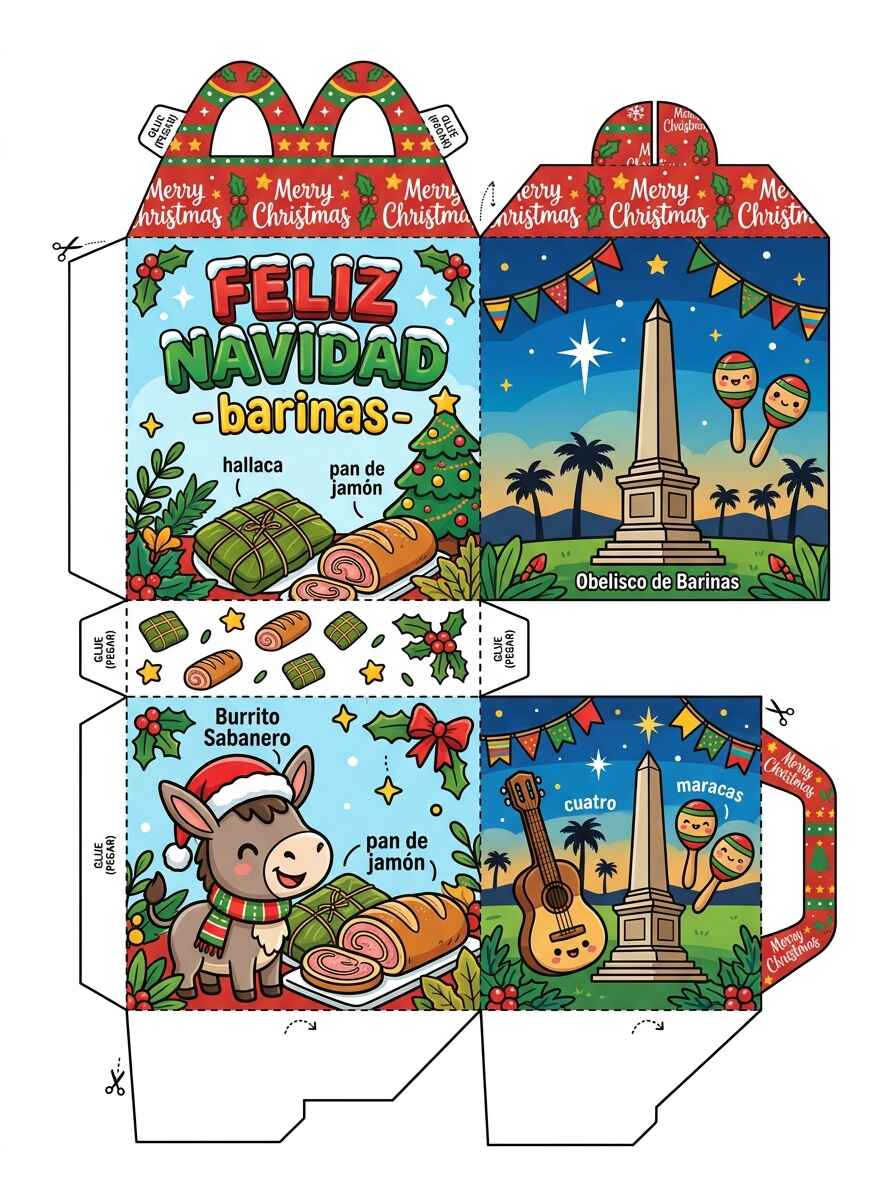 GLUE
(PEGAR)
GLUE
Merry
Christmas
Merry
Christmas
Merry
Christmas
Merry
Christmas
Merry
Christmas
FELIZ
NAVIDAD
-barinas-
hallaca
pan de
jamón
Obelisco de Barinas
GLUE
(PEGAR)
GLUE
(PEGAR)
Burrito
Sabanero
pan de
jamón
GLUE
(PEGAR)
cuatro
maracas
Merry
Christmas
Merry
Christmas